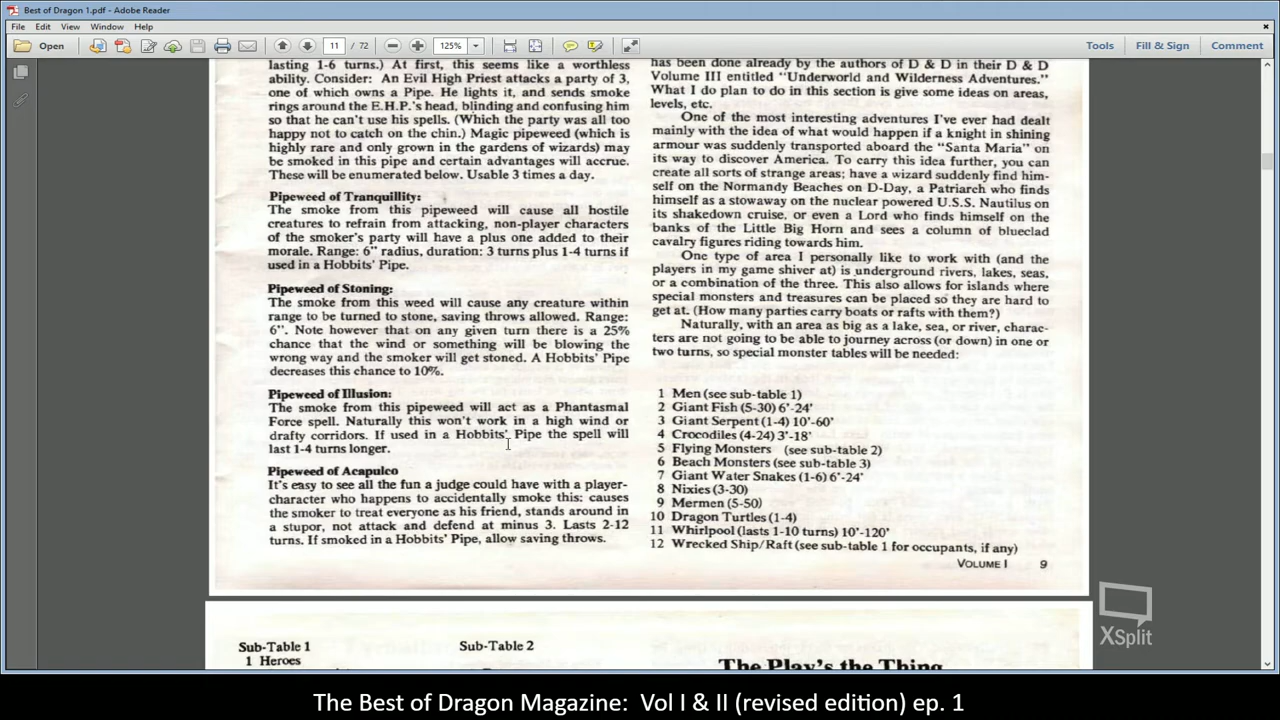 Best of Dragon 1.pdf - Adobe Reader
File Edit View Window Help
Open 11 / 72 125% Tools Fill & Sign Comment
lasting 1-6 turns.) At first, this seems like a worthless
ability. Consider: An Evil High Priest attacks a party of 3,
one of which owns a Pipe. He lights it, and sends smoke
rings around the E.H.P.'s head, blinding and confusing him
so that he can't use his spells. (Which the party was all too
happy not to catch on the chin.) Magic pipeweed (which is
highly rare and only grown in the gardens of wizards) may
be smoked in this pipe and certain advantages will accrue.
These will be enumerated below. Usable 3 times a day.
Pipeweed of Tranquillity:
The smoke from this pipeweed will cause all hostile
creatures to refrain from attacking, non-player characters
of the smoker's party will have a plus one added to their
morale. Range: 6" radius, duration: 3 turns plus 1-4 turns if
used in a Hobbits' Pipe.
Pipeweed of Stoning:
The smoke from this weed will cause any creature within
range to be turned to stone, saving throws allowed. Range:
6". Note however that on any given turn there is a 25%
chance that the wind or something will be blowing the
wrong way and the smoker will get stoned. A Hobbits' Pipe
decreases this chance to 10%.
Pipeweed of Illusion:
The smoke from this pipeweed will act as a Phantasmal
Force spell. Naturally this won't work in a high wind or
drafty corridors. If used in a Hobbits' Pipe the spell will
last 1-4 turns longer.
Pipeweed of Acapulco
It's easy to see all the fun a judge could have with a player-
character who happens to accidentally smoke this: causes
the smoker to treat everyone as his friend, stands around in
a stupor, not attack and defend at minus 3. Lasts 2-12
turns. If smoked in a Hobbits' Pipe, allow saving throws.
has been done already by the authors of D & D in their D & D
Volume III entitled "Underworld and Wilderness Adventures."
What I do plan to do in this section is give some ideas on areas,
levels, etc.
One of the most interesting adventures I've ever had dealt
mainly with the idea of what would happen if a knight in shining
armour was suddenly transported aboard the "Santa Maria" on
its way to discover America. To carry this idea further, you can
create all sorts of strange areas; have a wizard suddenly find him-
self on the Normandy Beaches on D-Day, a Patriarch who finds
himself as a stowaway on the nuclear powered U.S.S. Nautilus on
its shakedown cruise, or even a Lord who finds himself on the
banks of the Little Big Horn and sees a column of blueclad
cavalry figures riding towards him.
One type of area I personally like to work with (and the
players in my game shiver at) is underground rivers, lakes, seas,
or a combination of the three. This also allows for islands where
special monsters and treasures can be placed so they are hard to
get at. (How many parties carry boats or rafts with them?)
Naturally, with an area as big as a lake, sea, or river, charac-
ters are not going to be able to journey across (or down) in one or
two turns, so special monster tables will be needed:
1 Men (see sub-table 1)
2 Giant Fish (5-30) 6'-24'
3 Giant Serpent (1-4) 10'-60'
4 Crocodiles (4-24) 3'-18'
5 Flying Monsters (see sub-table 2)
6 Beach Monsters (see sub-table 3)
7 Giant Water Snakes (1-6) 6'-24'
8 Nixies (3-30)
9 Mermen (5-50)
10 Dragon Turtles (1-4)
11 Whirlpool (lasts 1-10 turns) 10'-120'
12 Wrecked Ship/Raft (see sub-table 1 for occupants, if any)
VOLUME I 9
Sub-Table 1
1 Heroes
Sub-Table 2
The Play's the Thing
XSplit
The Best of Dragon Magazine: Vol I & II (revised edition) ep. 1